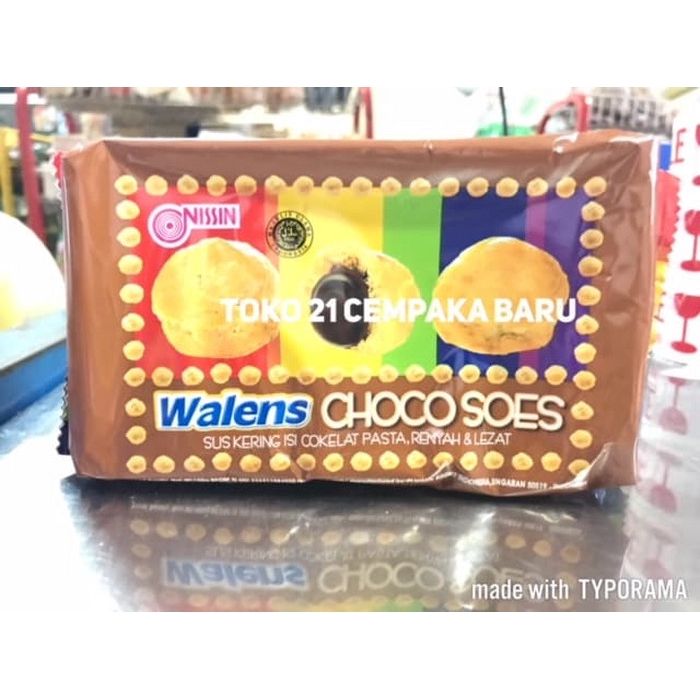 NISSIN
TOKO 21 CEMPAKA BARU
Walens CHOCO SOES
SUS KERING ISI COKELAT PASTA, RENYAH & LEZAT
made with TYPORAMA